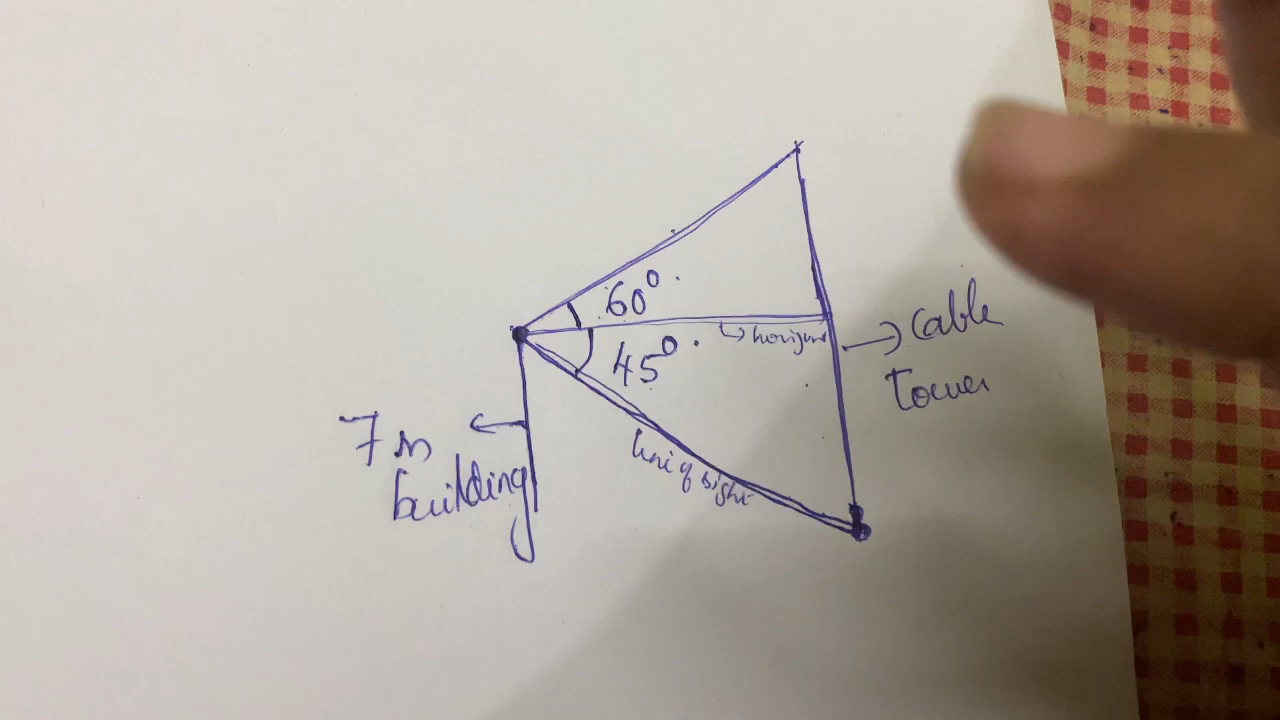 60°
horizon
45°
cable
Tower
7 m
building
line of sight